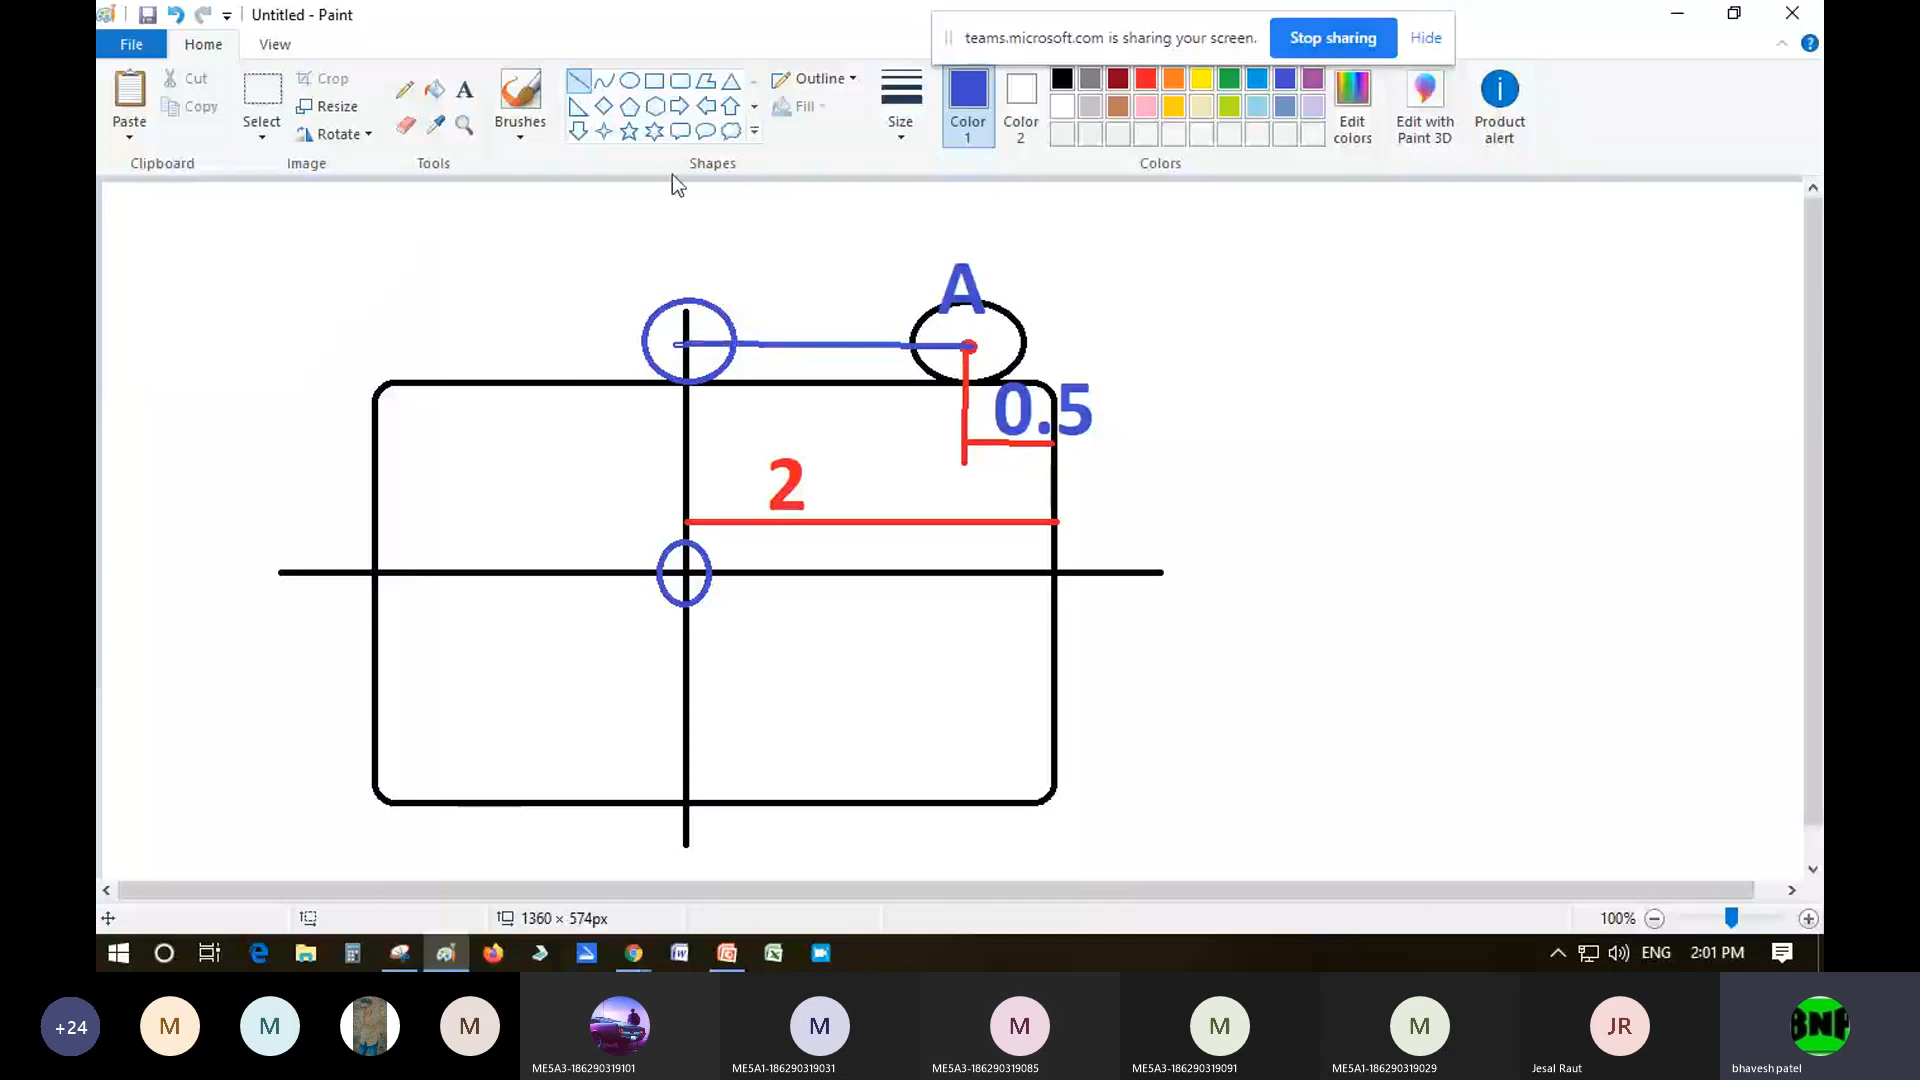 Untitled - Paint
teams.microsoft.com is sharing your screen.
Stop sharing
Hide
File
Home
View
Paste
Cut
Copy
Clipboard
Select
Crop
Resize
Rotate
Image
Tools
Brushes
Shapes
Outline
Fill
Size
Color
1
Color
2
Colors
Edit
colors
Edit with
Paint 3D
Product
alert
A
0.5
2
1360 × 574px
100%
ENG
2:01 PM
+24
M
M
M
M
M
M
M
JR
BNP
ME5A3-186290319101
ME5A1-186290319031
ME5A3-186290319085
ME5A3-186290319091
ME5A1-186290319029
Jesal Raut
bhavesh patel